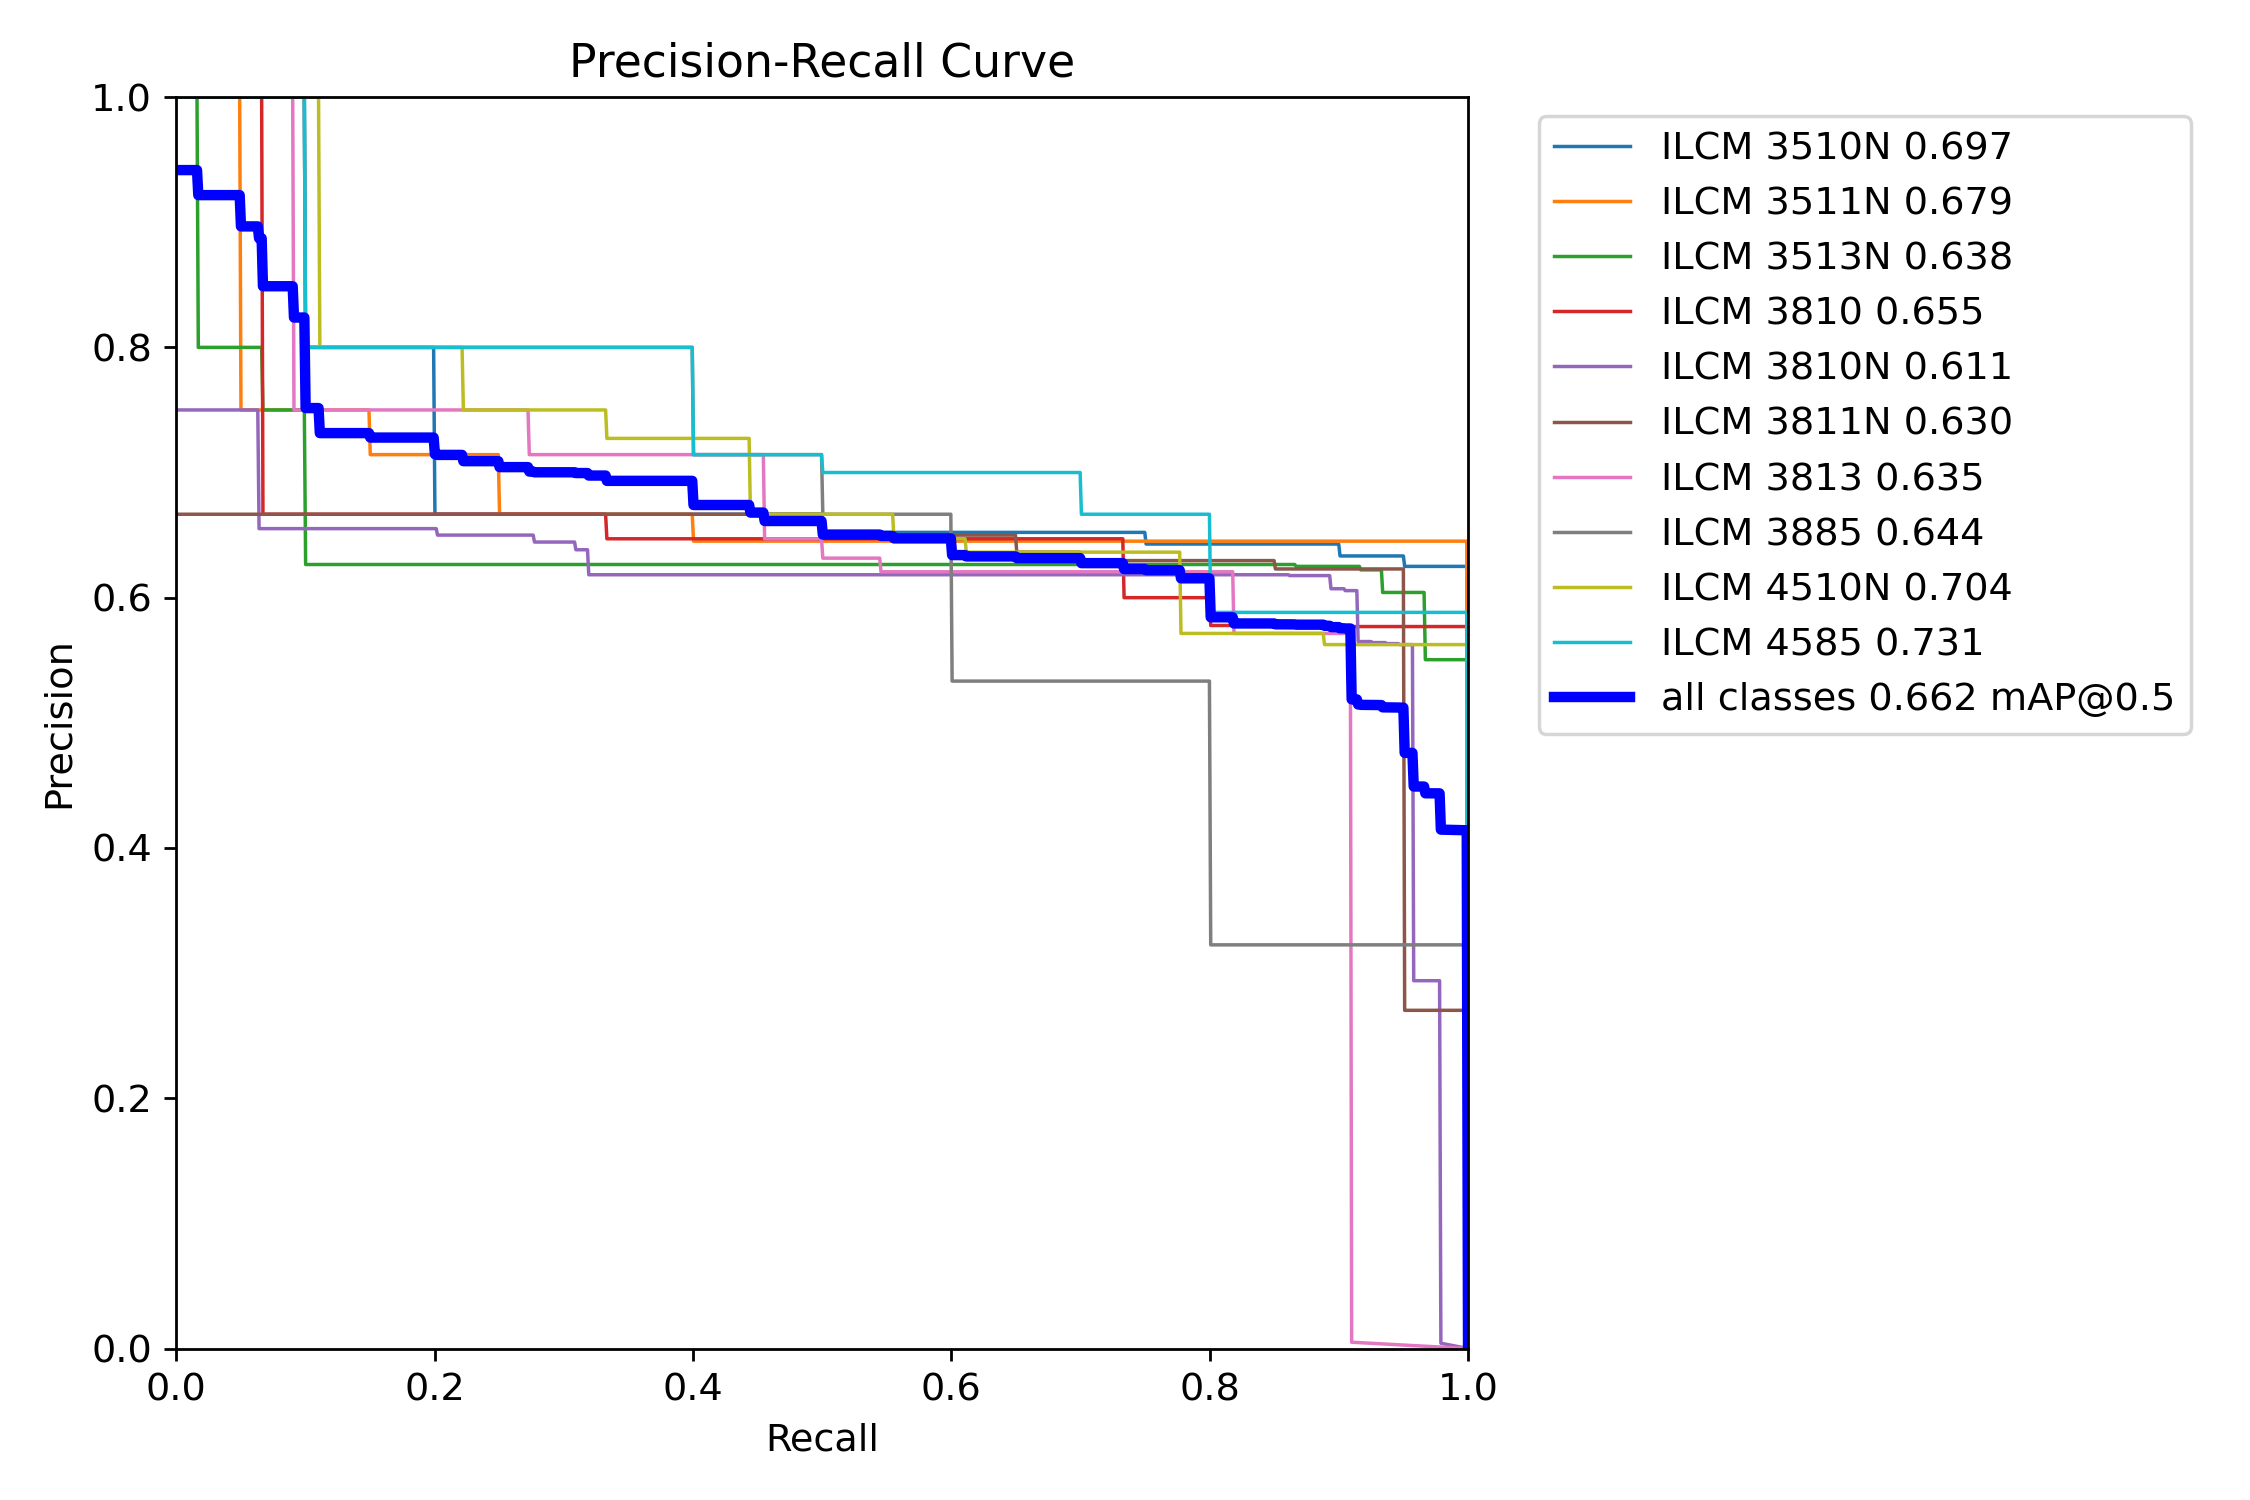 Precision-Recall Curve
1.0
0.8
0.6
0.4
0.2
0.0
Precision
0.0 0.2 0.4 0.6 0.8 1.0
Recall
ILCM 3510N 0.697
ILCM 3511N 0.679
ILCM 3513N 0.638
ILCM 3810 0.655
ILCM 3810N 0.611
ILCM 3811N 0.630
ILCM 3813 0.635
ILCM 3885 0.644
ILCM 4510N 0.704
ILCM 4585 0.731
all classes 0.662 mAP@0.5